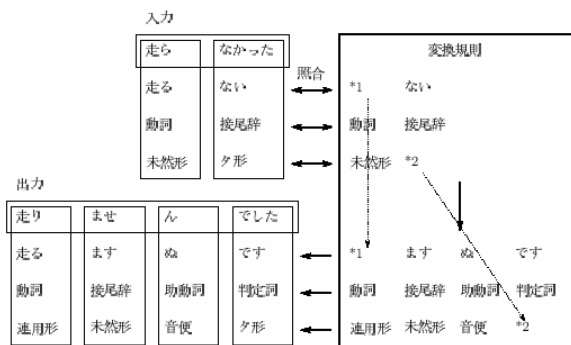 入力
走ら なかった
変換規則
照合
走る ない *1 ない
動詞 接尾辞 動詞 接尾辞
未然形 タ形 未然形 *2
出力
走り ませ ん でした
走る ます ぬ です *1 ます ぬ です
動詞 接尾辞 助動詞 判定詞 動詞 接尾辞 助動詞 判定詞
連用形 未然形 音便 タ形 連用形 未然形 音便 *2